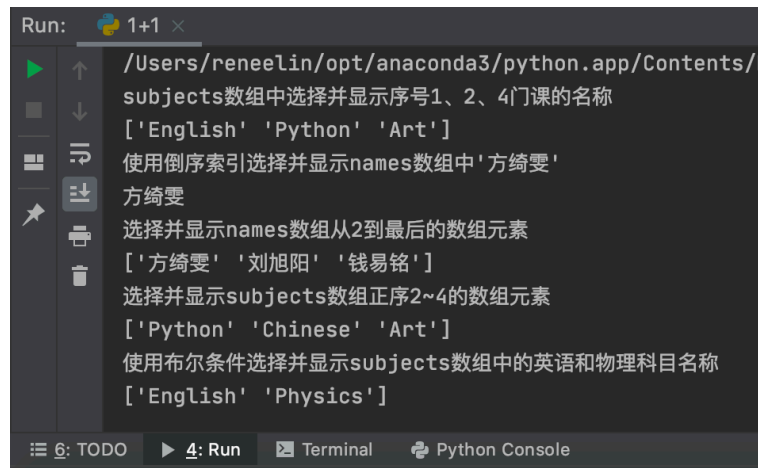 Run: 1+1
/Users/reneelin/opt/anaconda3/python.app/Contents/
subjects数组中选择并显示序号1、2、4门课的名称
['English' 'Python' 'Art']
使用倒序索引选择并显示names数组中'方绮雯'
方绮雯
选择并显示names数组从2到最后的数组元素
['方绮雯' '刘旭阳' '钱易铭']
选择并显示subjects数组正序2~4的数组元素
['Python' 'Chinese' 'Art']
使用布尔条件选择并显示subjects数组中的英语和物理科目名称
['English' 'Physics']
6: TODO 4: Run Terminal Python Console